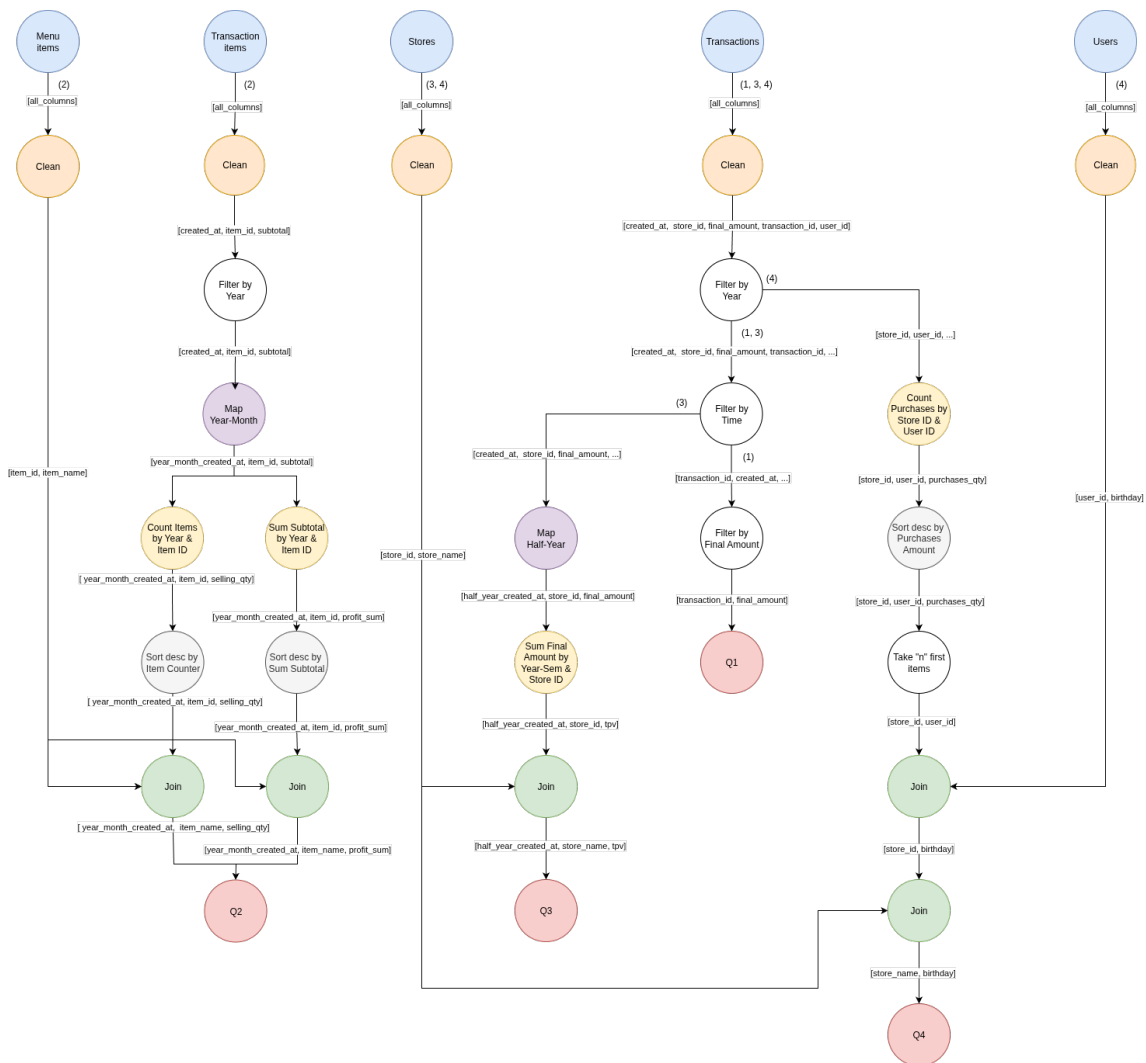 Menu
items
Transaction
items
Stores
Transactions
Users
(2)
(2)
(3, 4)
(1, 3, 4)
(4)
[all_columns]
[all_columns]
[all_columns]
[all_columns]
[all_columns]
Clean
Clean
Clean
Clean
Clean
[created_at, item_id, subtotal]
[created_at,  store_id, final_amount, transaction_id, user_id]
Filter by
Year
Filter by
Year
(4)
(1, 3)
[store_id, user_id, ...]
[created_at, item_id, subtotal]
[created_at,  store_id, final_amount, transaction_id, ...]
Map
Year-Month
(3)
Filter by
Time
Count
Purchases by
Store ID &
User ID
[created_at,  store_id, final_amount, ...]
(1)
[year_month_created_at, item_id, subtotal]
[item_id, item_name]
[transaction_id, created_at, ...]
[store_id, user_id, purchases_qty]
[user_id, birthday]
Count Items
by Year &
Item ID
Sum Subtotal
by Year &
Item ID
Map
Half-Year
Filter by
Final Amount
Sort desc by
Purchases
Amount
[store_id, store_name]
[ year_month_created_at, item_id, selling_qty]
[half_year_created_at, store_id, final_amount]
[transaction_id, final_amount]
[store_id, user_id, purchases_qty]
[year_month_created_at, item_id, profit_sum]
Sort desc by
Item Counter
Sort desc by
Sum Subtotal
Sum Final
Amount by
Year-Sem &
Store ID
Q1
Take "n" first
items
[ year_month_created_at, item_id, selling_qty]
[year_month_created_at, item_id, profit_sum]
[half_year_created_at, store_id, tpv]
[store_id, user_id]
Join
Join
Join
Join
[ year_month_created_at,  item_name, selling_qty]
[year_month_created_at, item_name, profit_sum]
[half_year_created_at, store_name, tpv]
[store_id, birthday]
Q2
Q3
Join
[store_name, birthday]
Q4